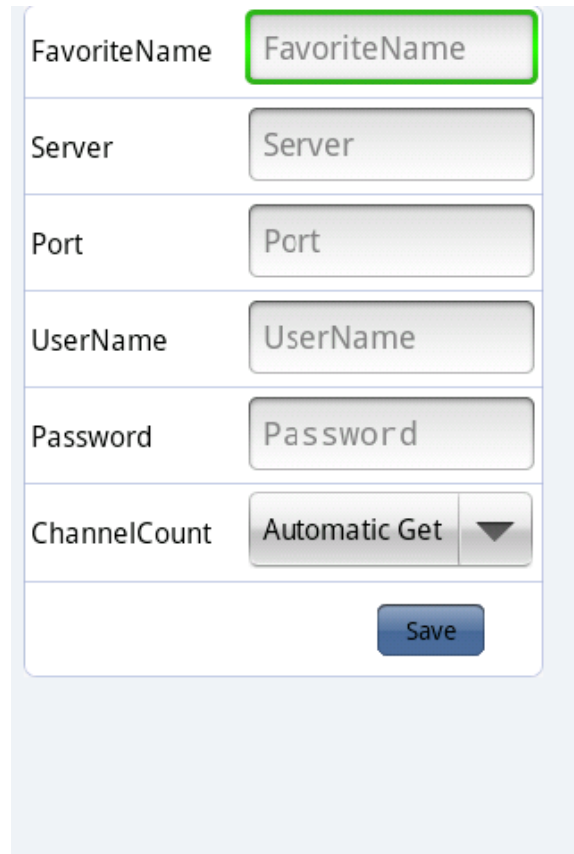 FavoriteName FavoriteName
Server Server
Port Port
UserName UserName
Password Password
ChannelCount Automatic Get
Save